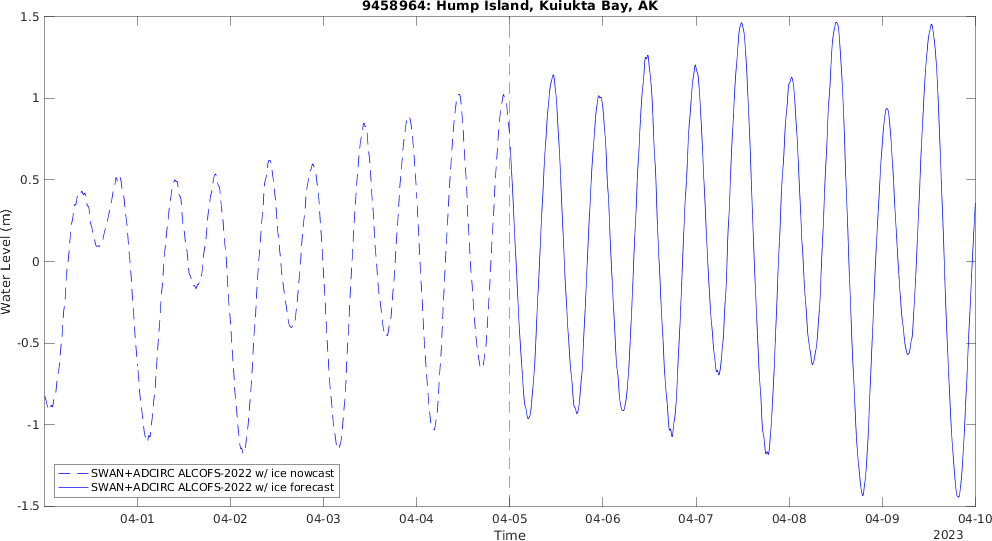 9458964: Hump Island, Kuiukta Bay, AK
1.5
1
0.5
0
-0.5
-1
-1.5
Water Level (m)
SWAN+ADCIRC ALCOFS-2022 w/ ice nowcast
SWAN+ADCIRC ALCOFS-2022 w/ ice forecast
04-01 04-02 04-03 04-04 04-05 04-06 04-07 04-08 04-09 04-10
Time
2023